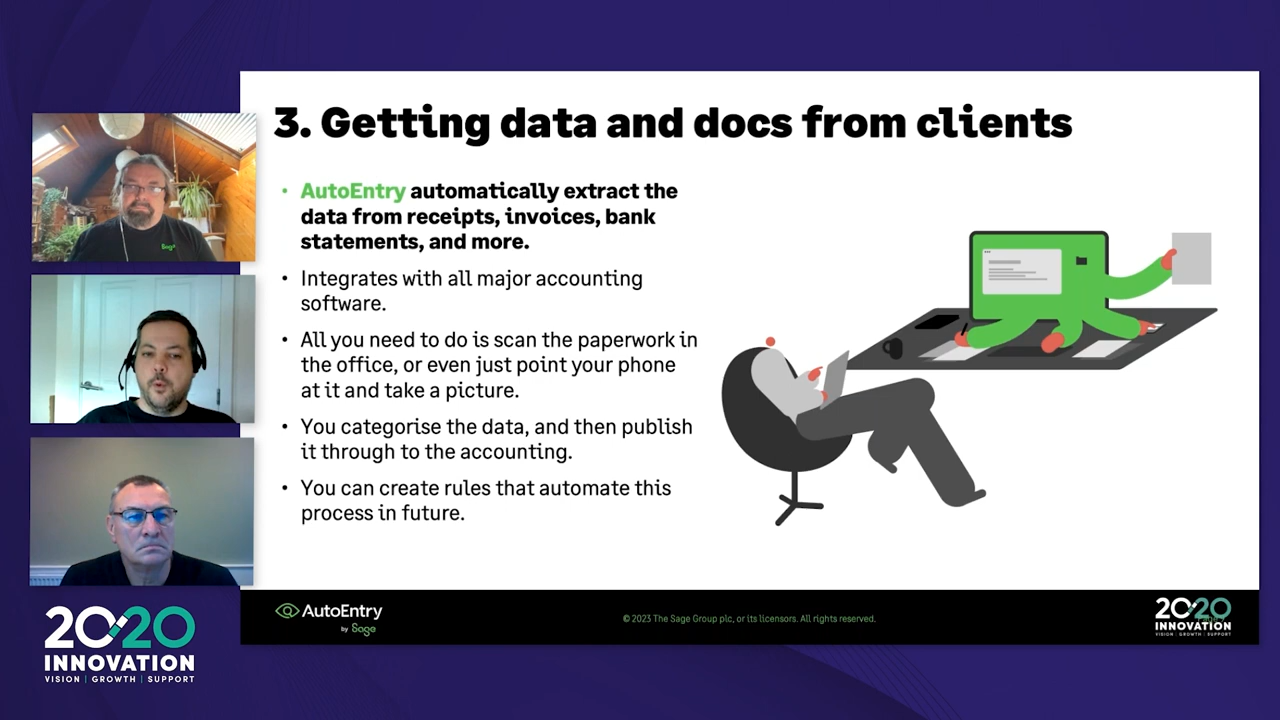 3. Getting data and docs from clients
• AutoEntry automatically extract the
data from receipts, invoices, bank
statements, and more.
• Integrates with all major accounting
software.
• All you need to do is scan the paperwork in
the office, or even just point your phone
at it and take a picture.
• You categorise the data, and then publish
it through to the accounting.
• You can create rules that automate this
process in future.
Sage
AutoEntry
by Sage
© 2023 The Sage Group plc, or its licensors. All rights reserved.
2020
INNOVATION
VISION | GROWTH | SUPPORT
2020
INNOVATION
VISION | GROWTH | SUPPORT